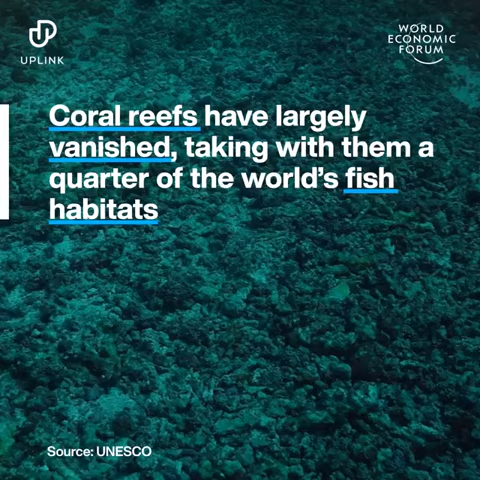 UPLINK
WORLD
ECONOMIC
FORUM
Coral reefs have largely
vanished, taking with them a
quarter of the world's fish
habitats
Source: UNESCO